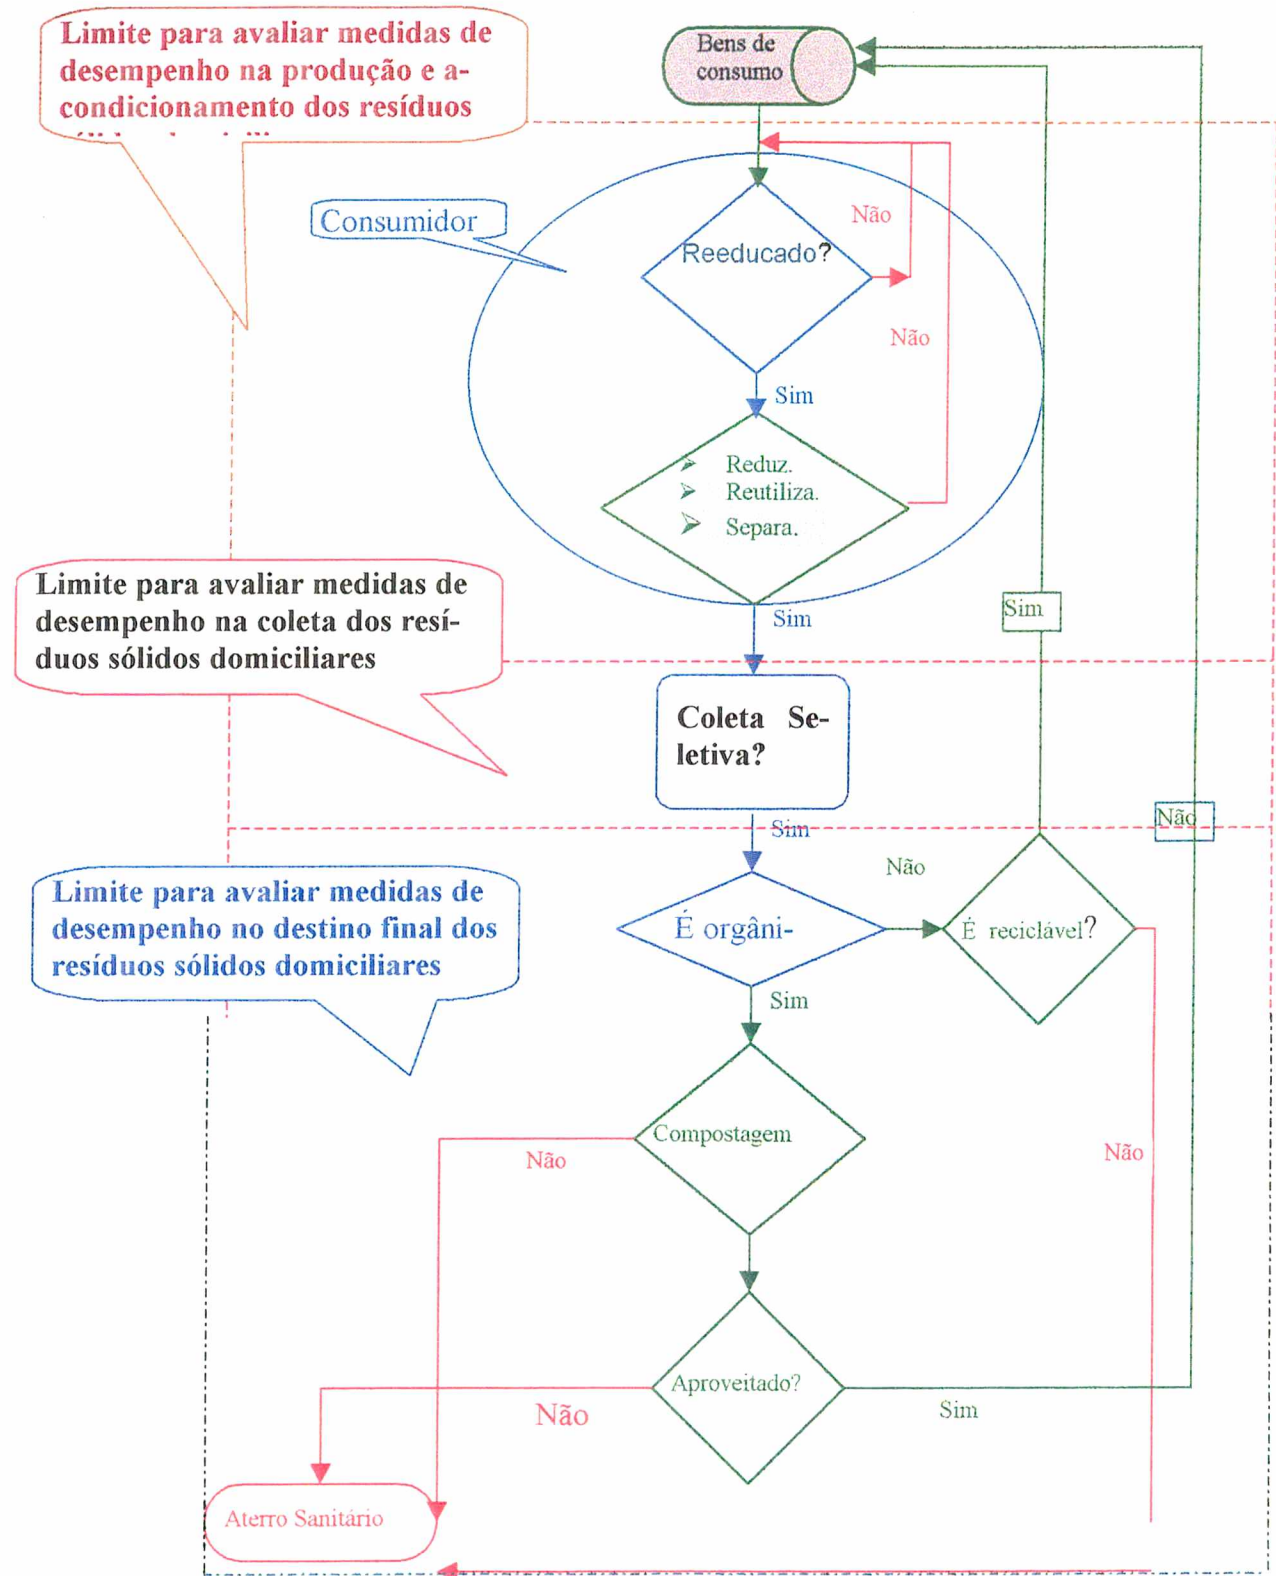 Limite para avaliar medidas de
desempenho na produção e a-
condicionamento dos resíduos
Bens de
consumo
Consumidor
Não
Reeducado?
Não
Sim
Reduz.
Reutiliza.
Separa.
Limite para avaliar medidas de
desempenho na coleta dos resí-
duos sólidos domiciliares
Sim
Sim
Coleta Se-
letiva?
Não
Sim
Não
Limite para avaliar medidas de
desempenho no destino final dos
resíduos sólidos domiciliares
É orgâni-
É reciclável?
Sim
Compostagem
Não
Não
Aproveitado?
Não
Sim
Aterro Sanitário